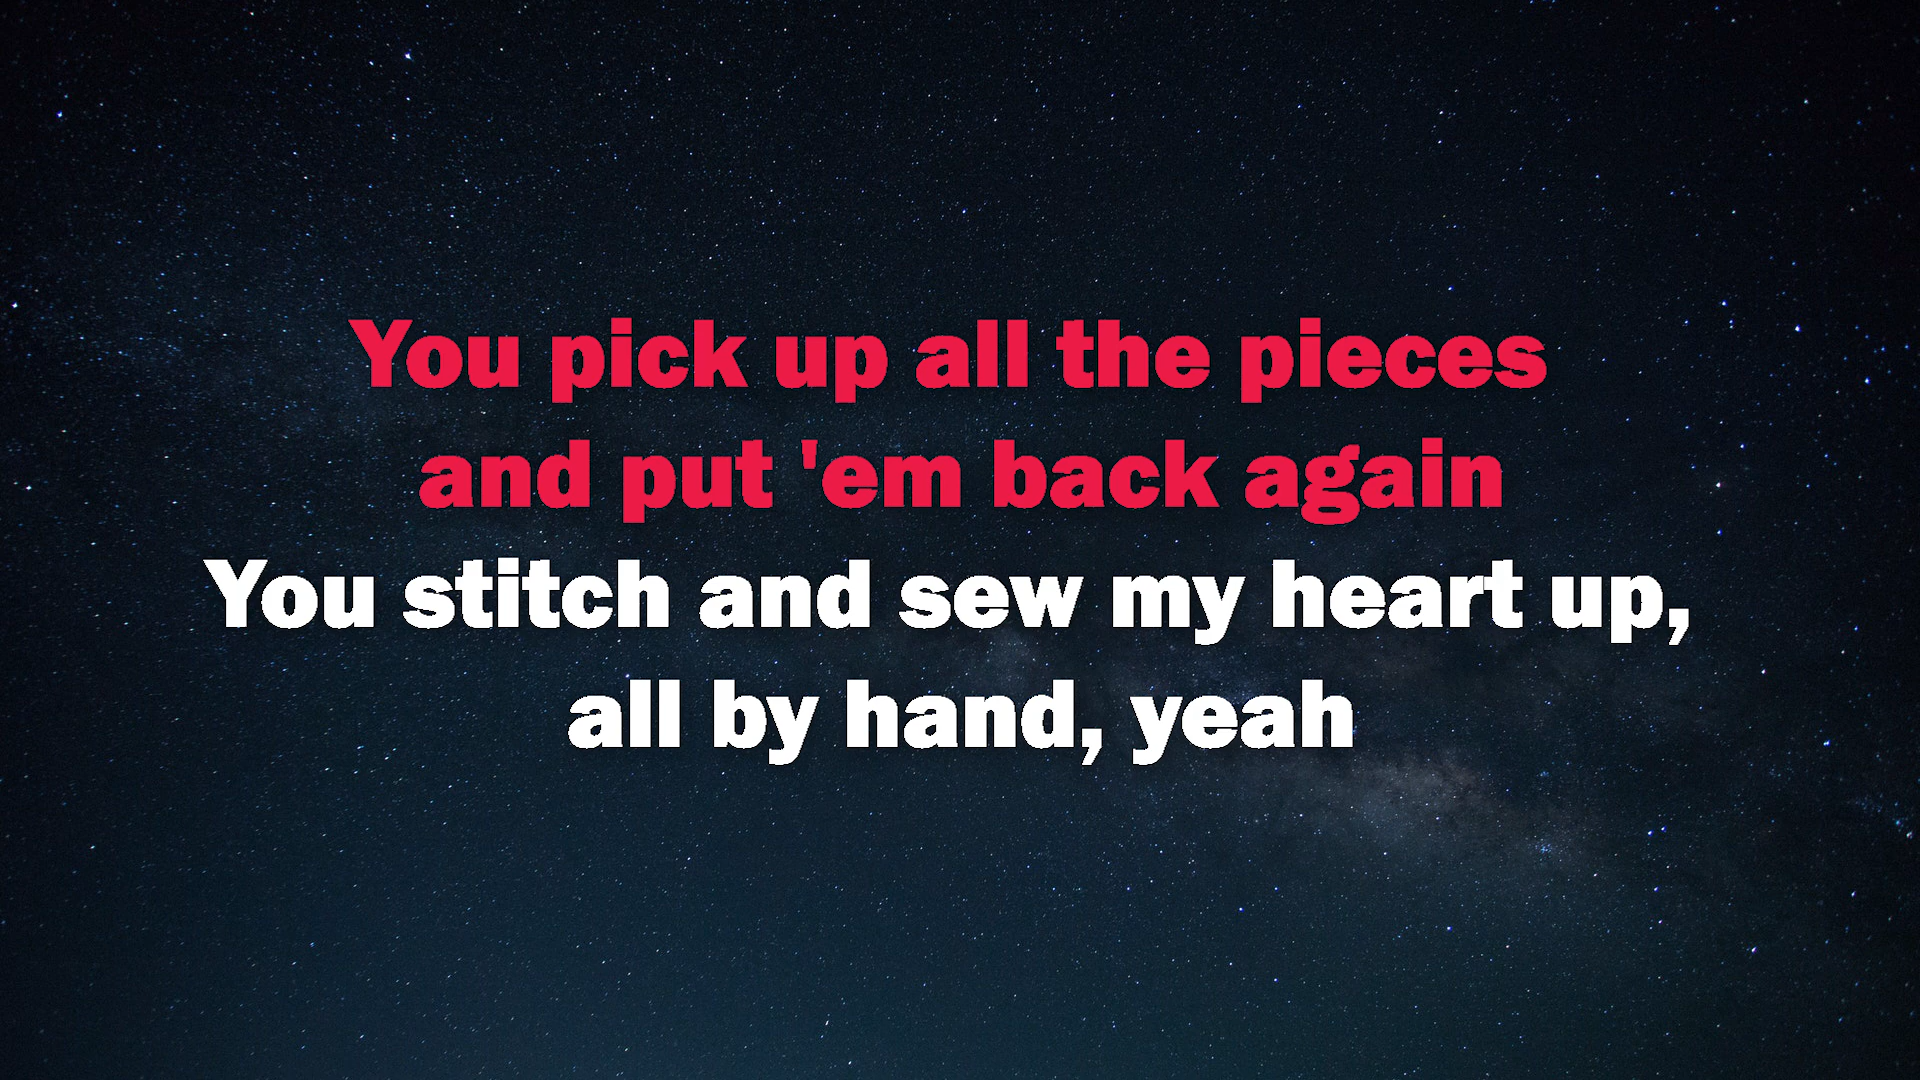 You pick up all the pieces
and put 'em back again
You stitch and sew my heart up,
all by hand, yeah